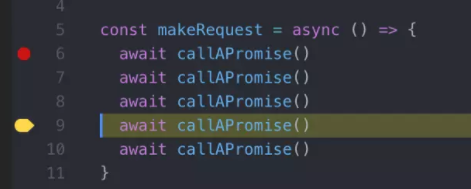 4
5 const makeRequest = async () => {
6 await callAPromise()
7 await callAPromise()
8 await callAPromise()
9 await callAPromise()
10 await callAPromise()
11 }